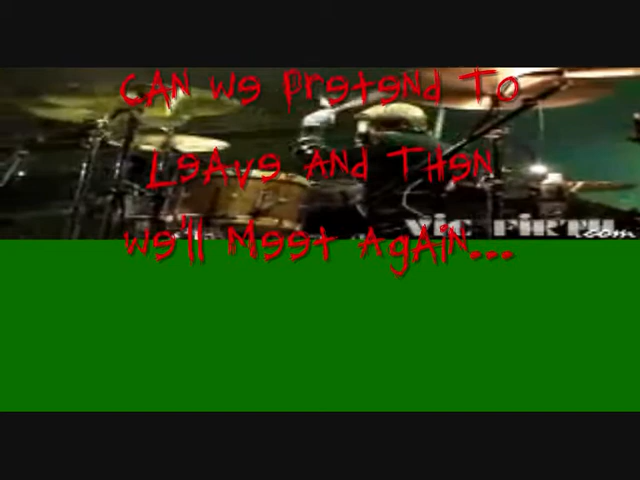 CAN we pretend to
LeAve And Then
we'll Meet AgAin...
Vic FiRTH
.com